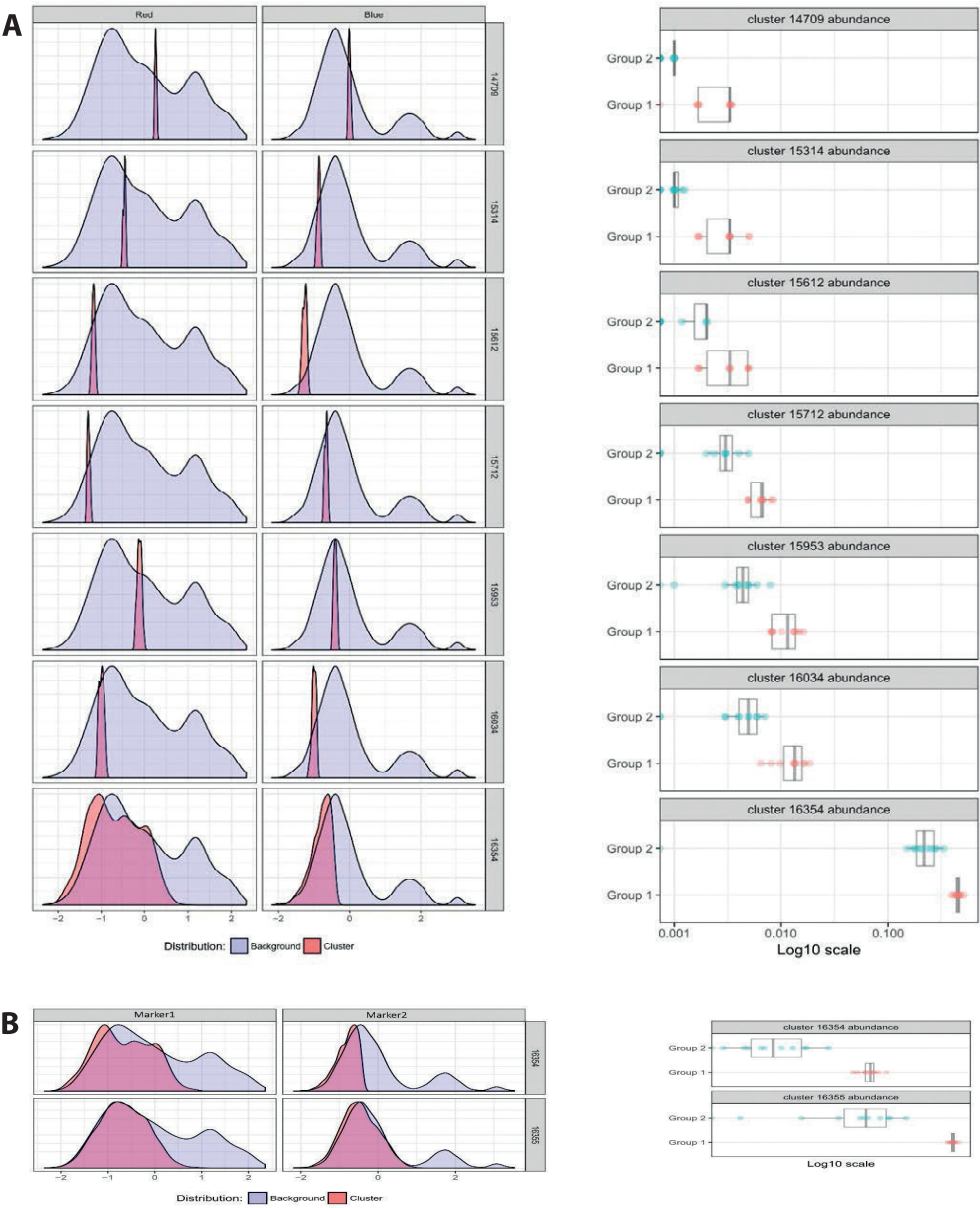 A
Red Blue
14709
15314
15612
15712
15953
16034
16354
−2 −1 0 1 2 −2 0 2
Distribution: Background Cluster
cluster 14709 abundance
Group 2
Group 1
cluster 15314 abundance
Group 2
Group 1
cluster 15612 abundance
Group 2
Group 1
cluster 15712 abundance
Group 2
Group 1
cluster 15953 abundance
Group 2
Group 1
cluster 16034 abundance
Group 2
Group 1
cluster 16354 abundance
Group 2
Group 1
0.001 0.010 0.100
Log10 scale
B
Marker1 Marker2
16354
16355
−2 −1 0 1 2 −2 0 2
Distribution: Background Cluster
cluster 16354 abundance
Group 2
Group 1
cluster 16355 abundance
Group 2
Group 1
Log10 scale